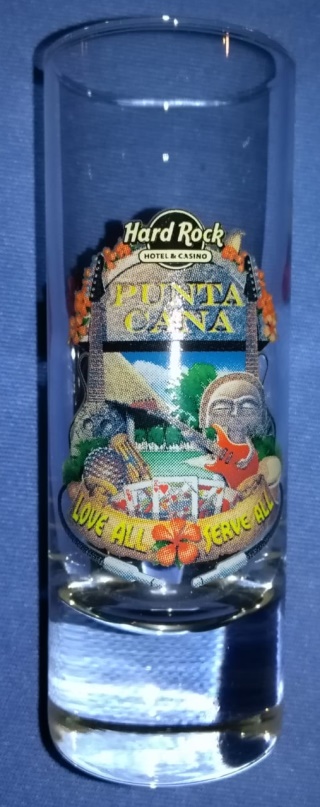 Hard Rock
HOTEL & CASINO
PUNTA
CANA
LOVE ALL SERVE ALL